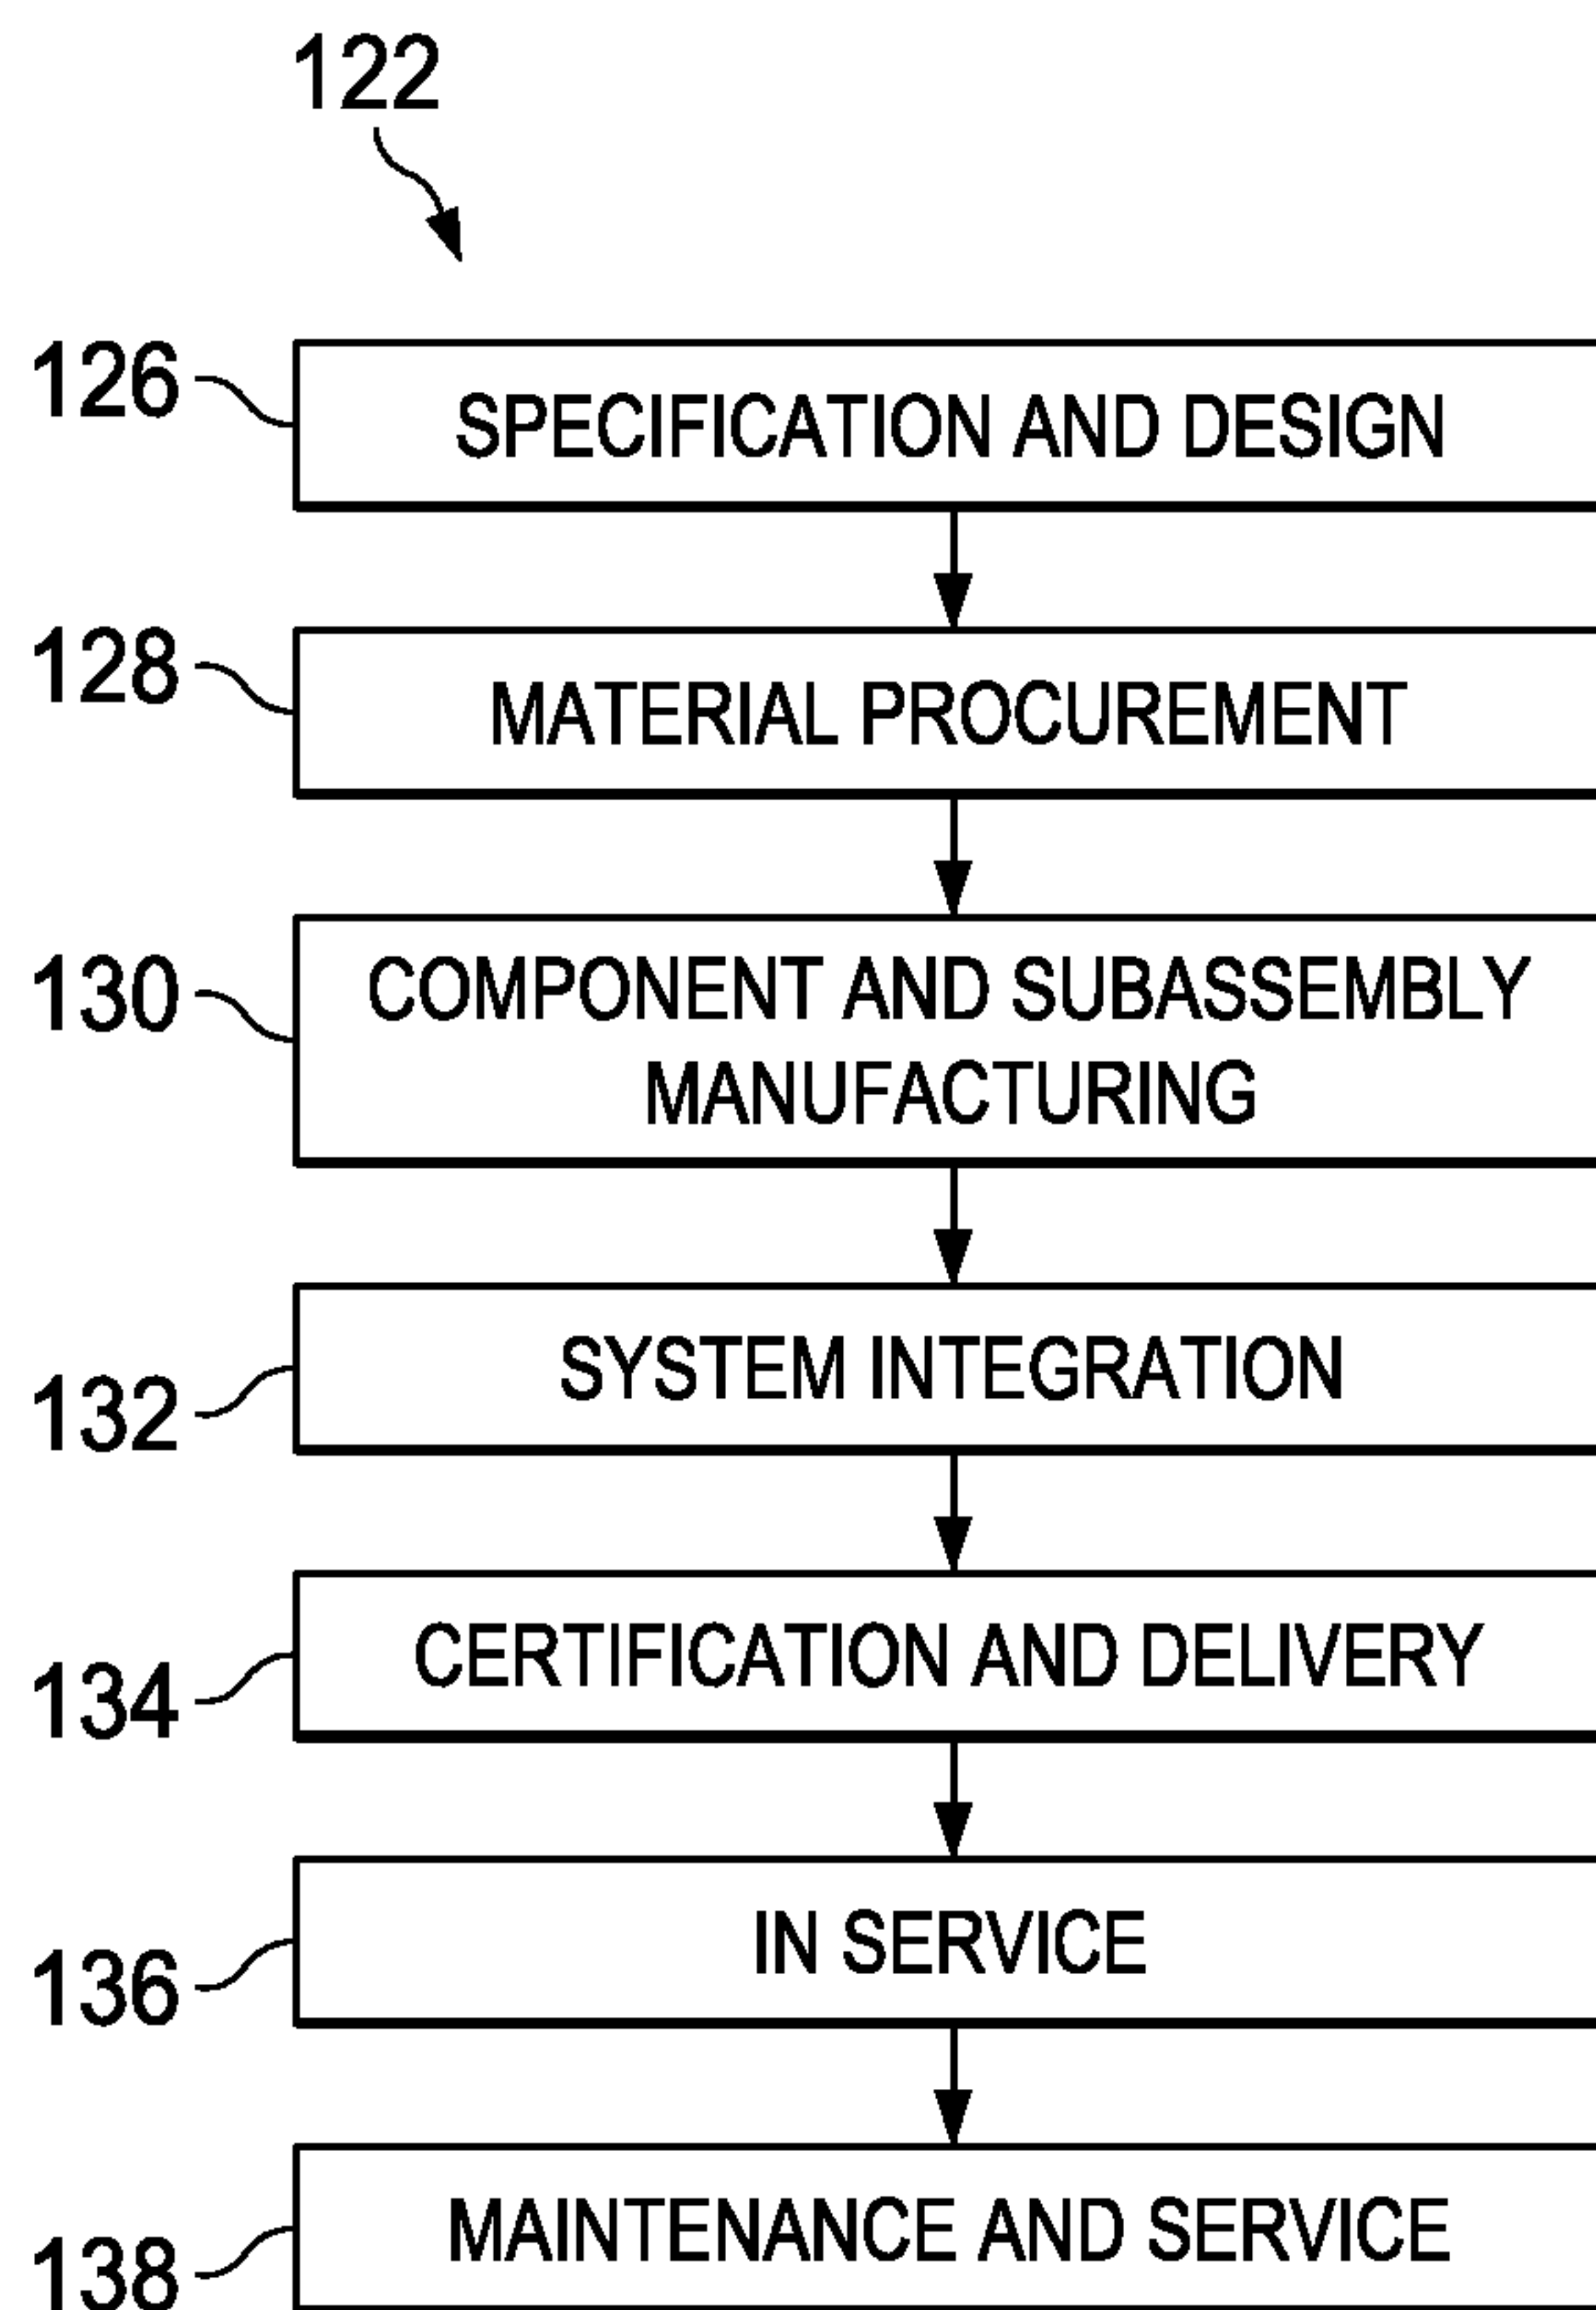 122
126
SPECIFICATION AND DESIGN
128
MATERIAL PROCUREMENT
130
COMPONENT AND SUBASSEMBLY
MANUFACTURING
132
SYSTEM INTEGRATION
134
CERTIFICATION AND DELIVERY
136
IN SERVICE
138
MAINTENANCE AND SERVICE